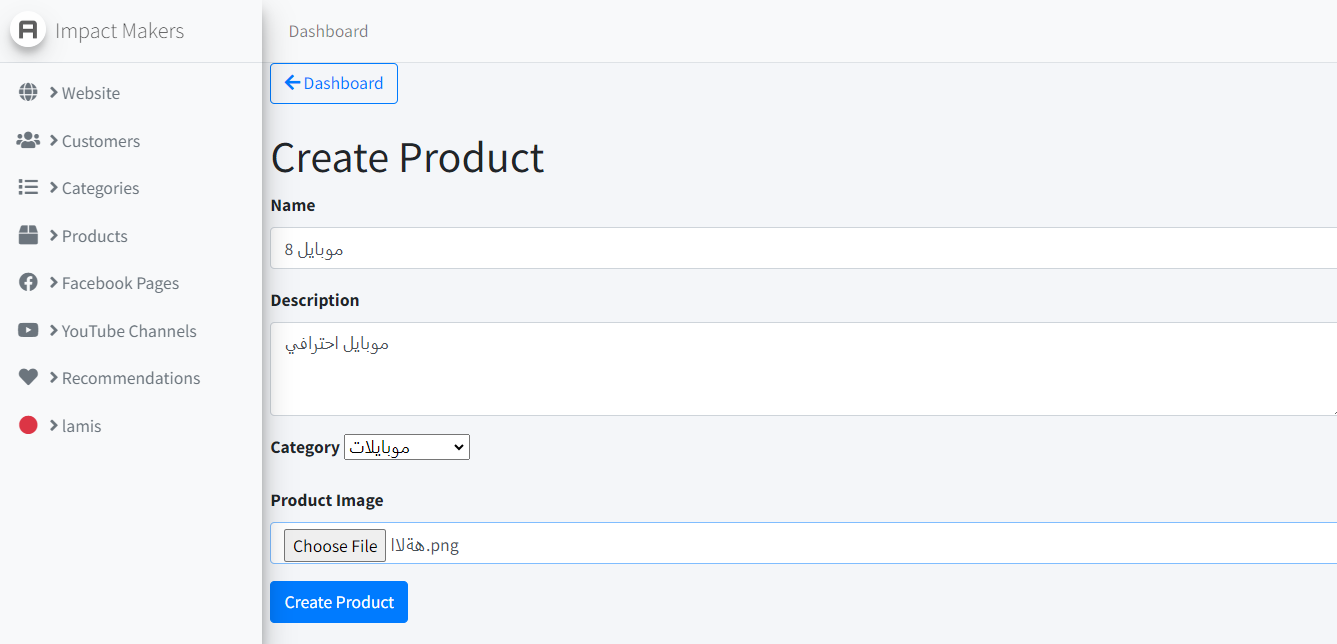 Impact Makers
Dashboard
Website
Customers
Categories
Products
Facebook Pages
YouTube Channels
Recommendations
lamis
Dashboard
Create Product
Name
موبايل 8
Description
موبايل احترافي
Category موبايلات
Product Image
Choose File هةلاا.png
Create Product